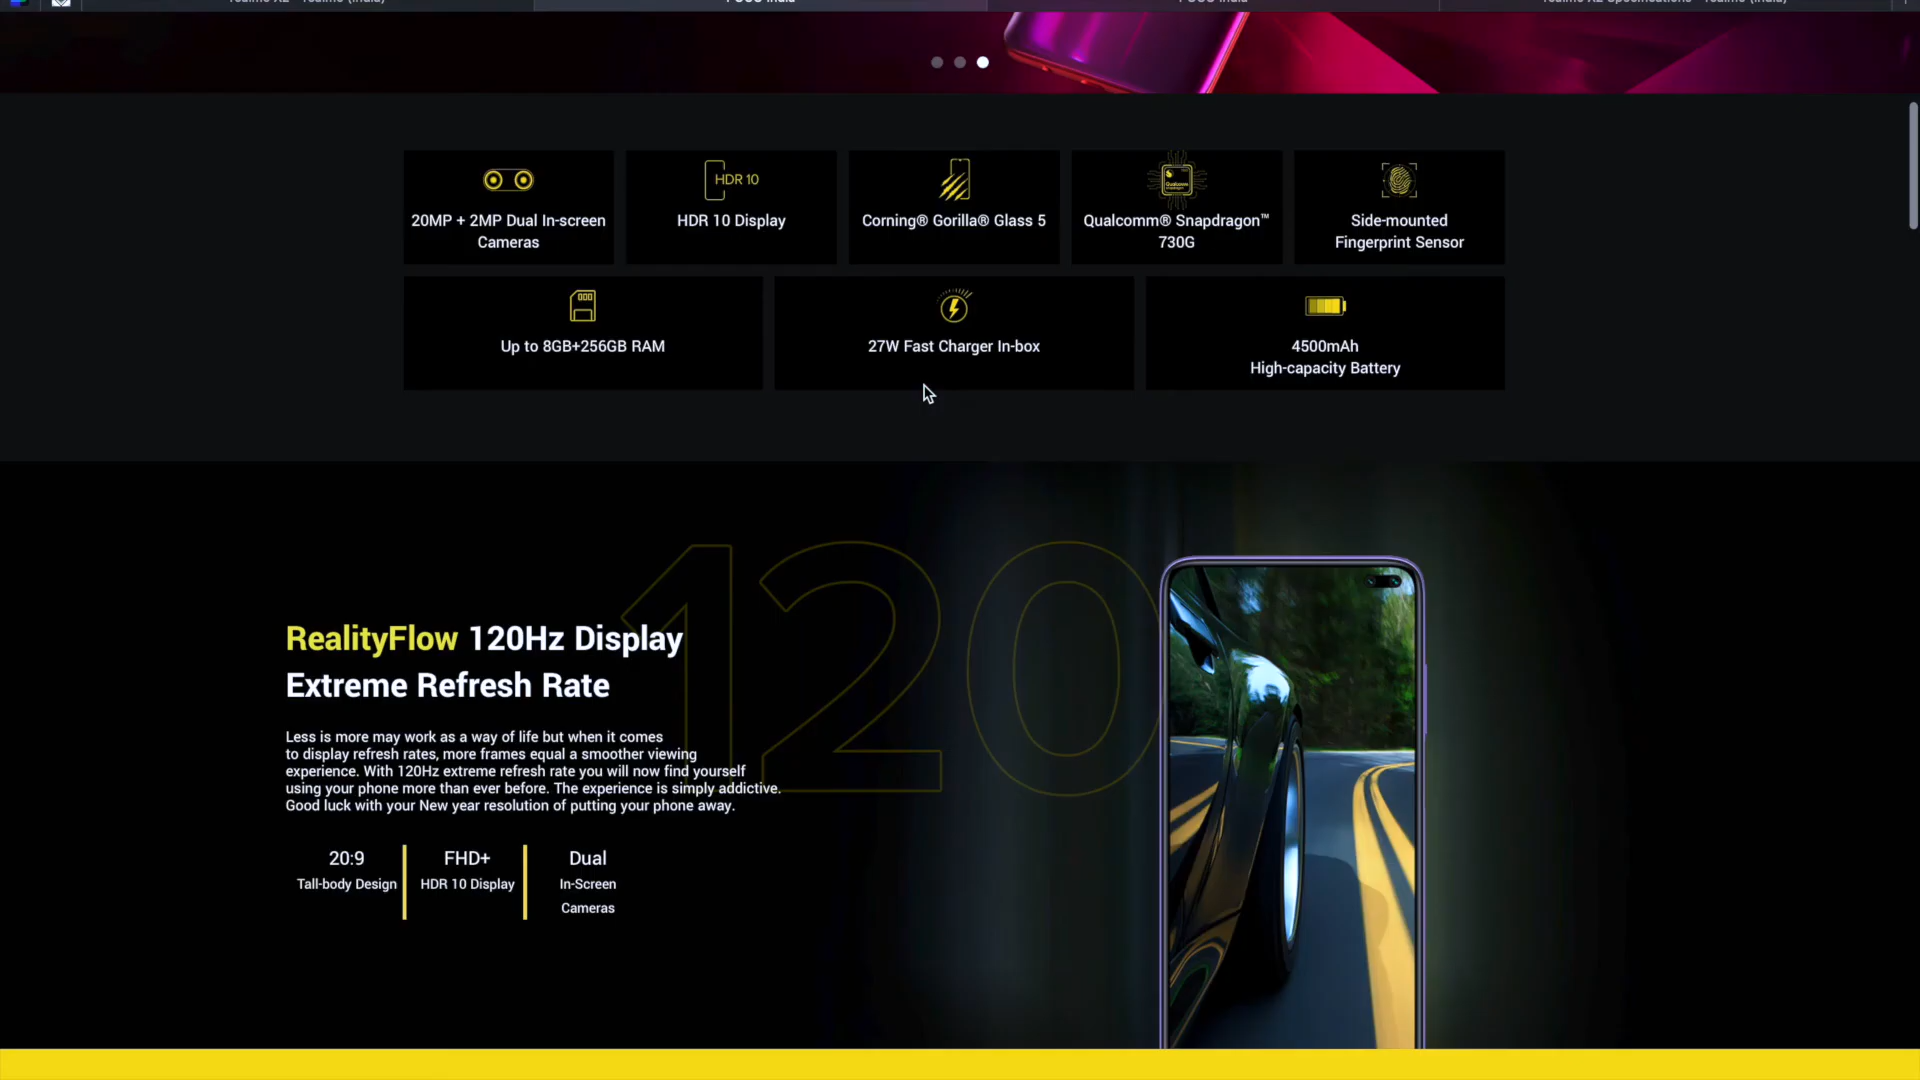 20MP + 2MP Dual In-screen
Cameras
HDR 10
HDR 10 Display
Corning® Gorilla® Glass 5
Qualcomm® Snapdragon™
730G
Side-mounted
Fingerprint Sensor
Up to 8GB+256GB RAM
27W Fast Charger In-box
4500mAh
High-capacity Battery
120
RealityFlow 120Hz Display
Extreme Refresh Rate
Less is more may work as a way of life but when it comes
to display refresh rates, more frames equal a smoother viewing
experience. With 120Hz extreme refresh rate you will now find yourself
using your phone more than ever before. The experience is simply addictive.
Good luck with your New year resolution of putting your phone away.
20:9
Tall-body Design
FHD+
HDR 10 Display
Dual
In-Screen
Cameras